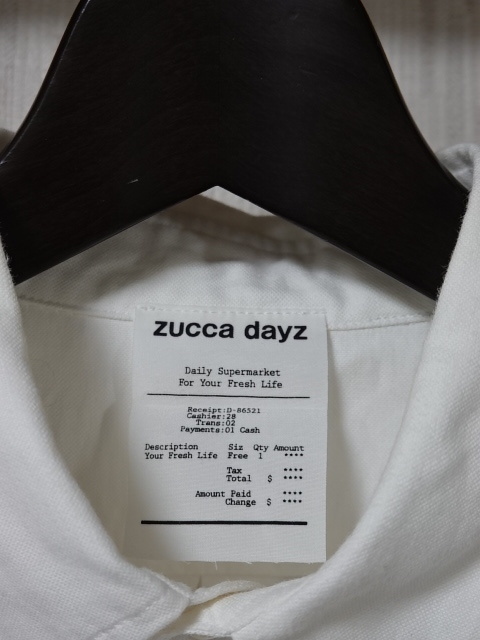 zucca dayz
Daily Supermarket
For Your Fresh Life
Receipt:D-86521
Cashier:28
Trans:02
Payments:01 Cash
Description Siz Qty Amount
Your Fresh Life Free 1 ****
Tax ****
Total $ ****
Amount Paid ****
Change $ ****